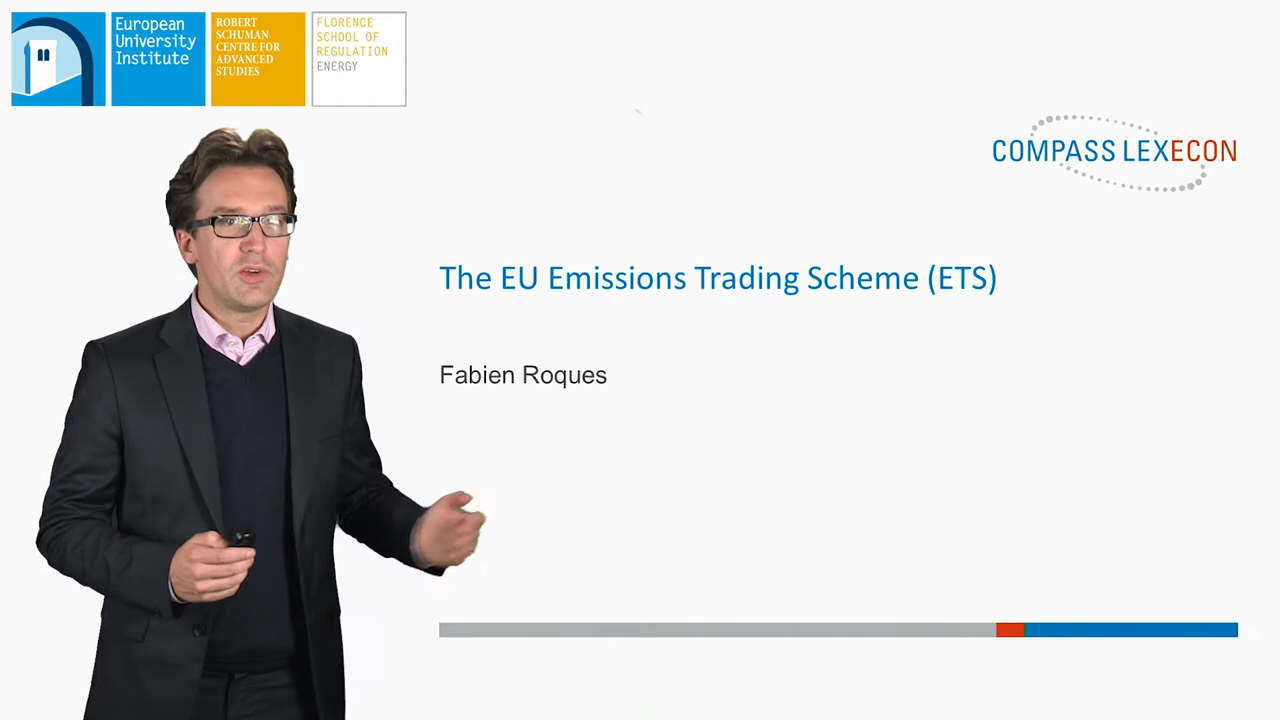 European
University
Institute
ROBERT
SCHUMAN
CENTRE FOR
ADVANCED
STUDIES
FLORENCE
SCHOOL OF
REGULATION
ENERGY
COMPASS LEXECON
The EU Emissions Trading Scheme (ETS)
Fabien Roques